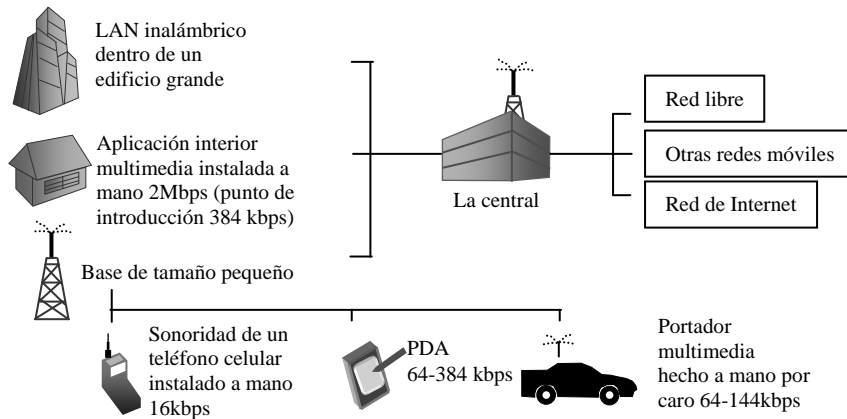 LAN inalámbrico
dentro de un
edificio grande
Aplicación interior
multimedia instalada a
mano 2Mbps (punto de
introducción 384 kbps)
Base de tamaño pequeño
La central
Red libre
Otras redes móviles
Red de Internet
Sonoridad de un
teléfono celular
instalado a mano
16kbps
PDA
64-384 kbps
Portador
multimedia
hecho a mano por
caro 64-144kbps